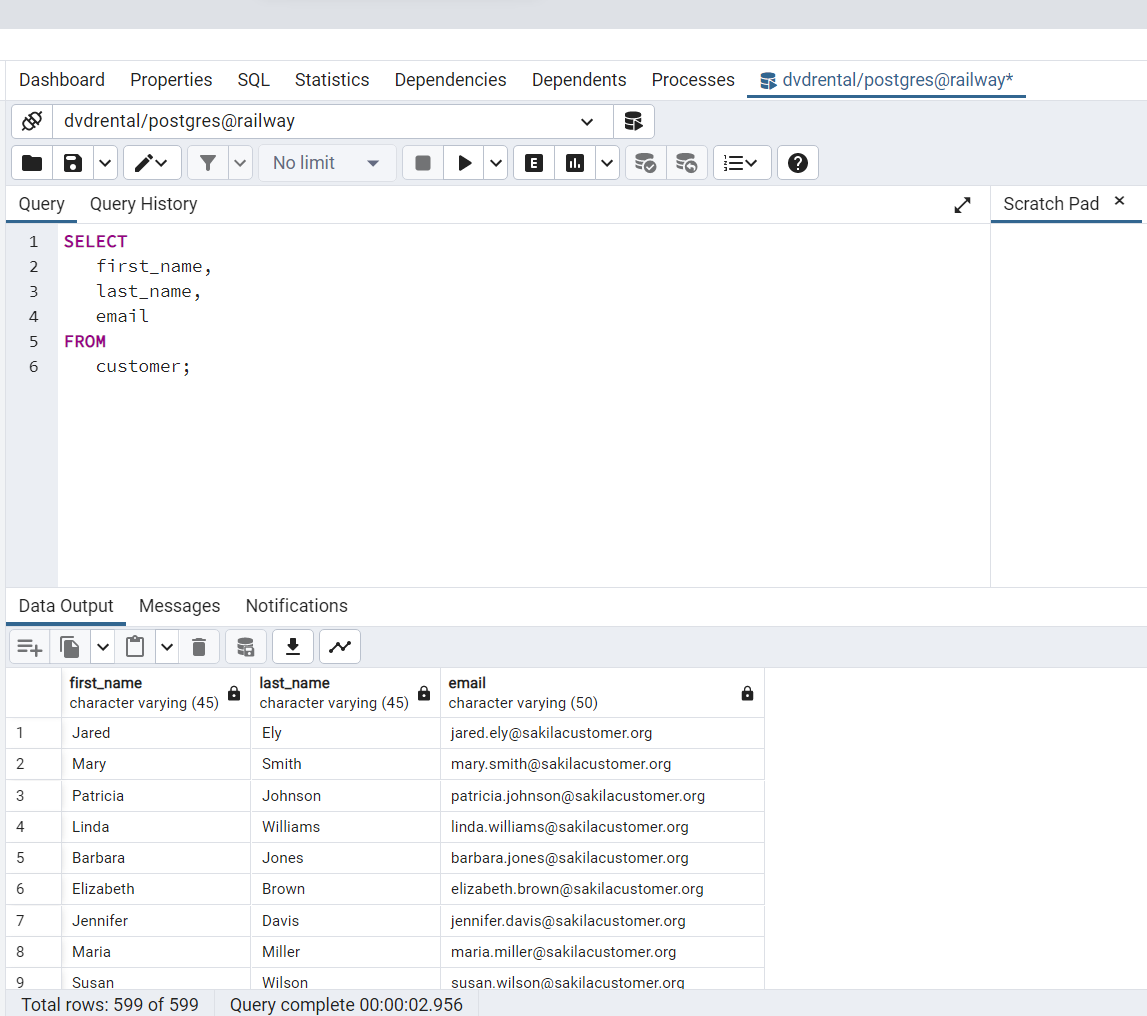 Dashboard Properties SQL Statistics Dependencies Dependents Processes dvdrental/postgres@railway*
dvdrental/postgres@railway
No limit E
Query Query History Scratch Pad
1 SELECT
2 first_name,
3 last_name,
4 email
5 FROM
6 customer;
Data Output Messages Notifications
first_name last_name email
character varying (45) character varying (45) character varying (50)
1 Jared Ely jared.ely@sakilacustomer.org
2 Mary Smith mary.smith@sakilacustomer.org
3 Patricia Johnson patricia.johnson@sakilacustomer.org
4 Linda Williams linda.williams@sakilacustomer.org
5 Barbara Jones barbara.jones@sakilacustomer.org
6 Elizabeth Brown elizabeth.brown@sakilacustomer.org
7 Jennifer Davis jennifer.davis@sakilacustomer.org
8 Maria Miller maria.miller@sakilacustomer.org
9 Susan Wilson susan.wilson@sakilacustomer.org
Total rows: 599 of 599 Query complete 00:00:02.956